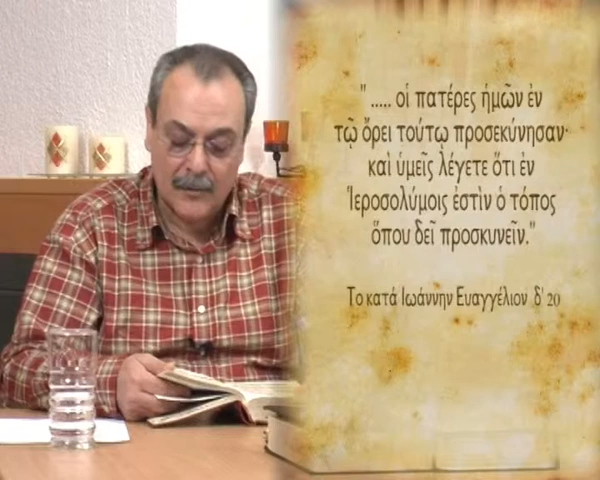 " ..... οἱ πατέρες ἡμῶν ἐν
τῷ ὄρει τούτῳ προσεκύνησαν·
καὶ ὑμεῖς λέγετε ὅτι ἐν
Ἱεροσολύμοις ἐστὶν ὁ τόπος
ὅπου δεῖ προσκυνεῖν."
Το κατά Ιωάννην Ευαγγέλιον δ' 20